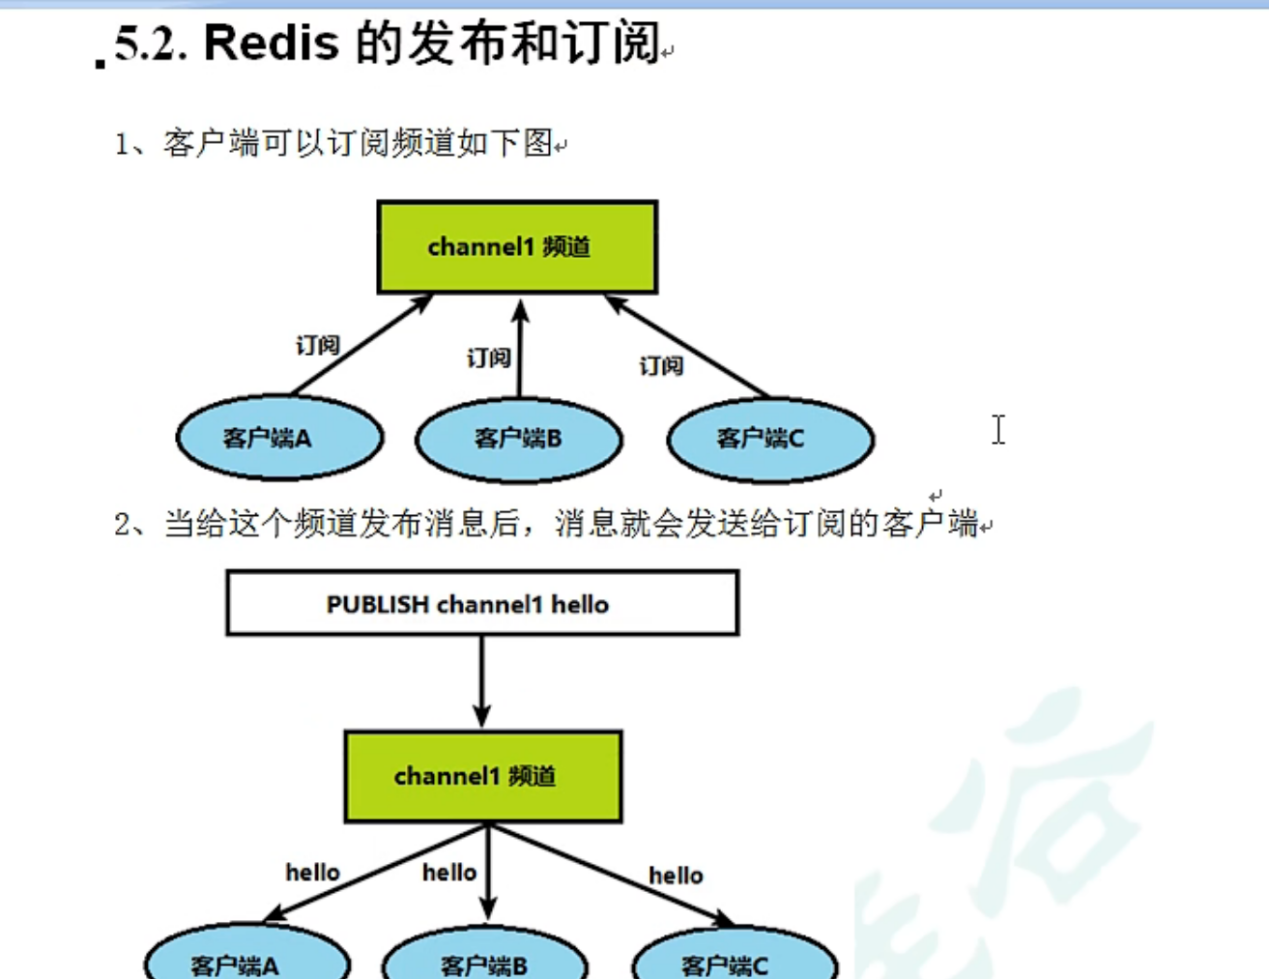 5.2. Redis 的发布和订阅
1、客户端可以订阅频道如下图
channel1 频道
订阅 订阅 订阅
客户端A 客户端B 客户端C
2、当给这个频道发布消息后，消息就会发送给订阅的客户端
PUBLISH channel1 hello
channel1 频道
hello hello hello
客户端A 客户端B 客户端C